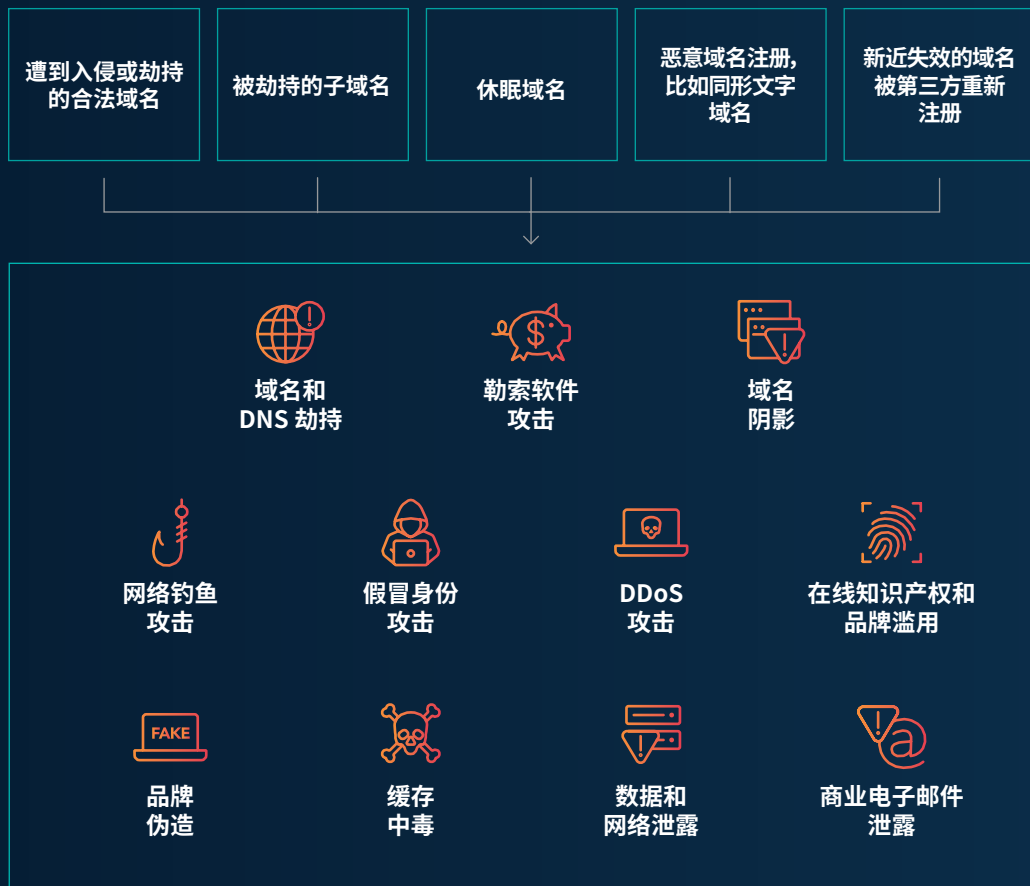 遭到入侵或劫持
的合法域名
被劫持的子域名
休眠域名
恶意域名注册,
比如同形文字
域名
新近失效的域名
被第三方重新
注册
域名和
DNS 劫持
勒索软件
攻击
域名
阴影
网络钓鱼
攻击
假冒身份
攻击
DDoS
攻击
在线知识产权和
品牌滥用
FAKE
品牌
伪造
缓存
中毒
数据和
网络泄露
商业电子邮件
泄露